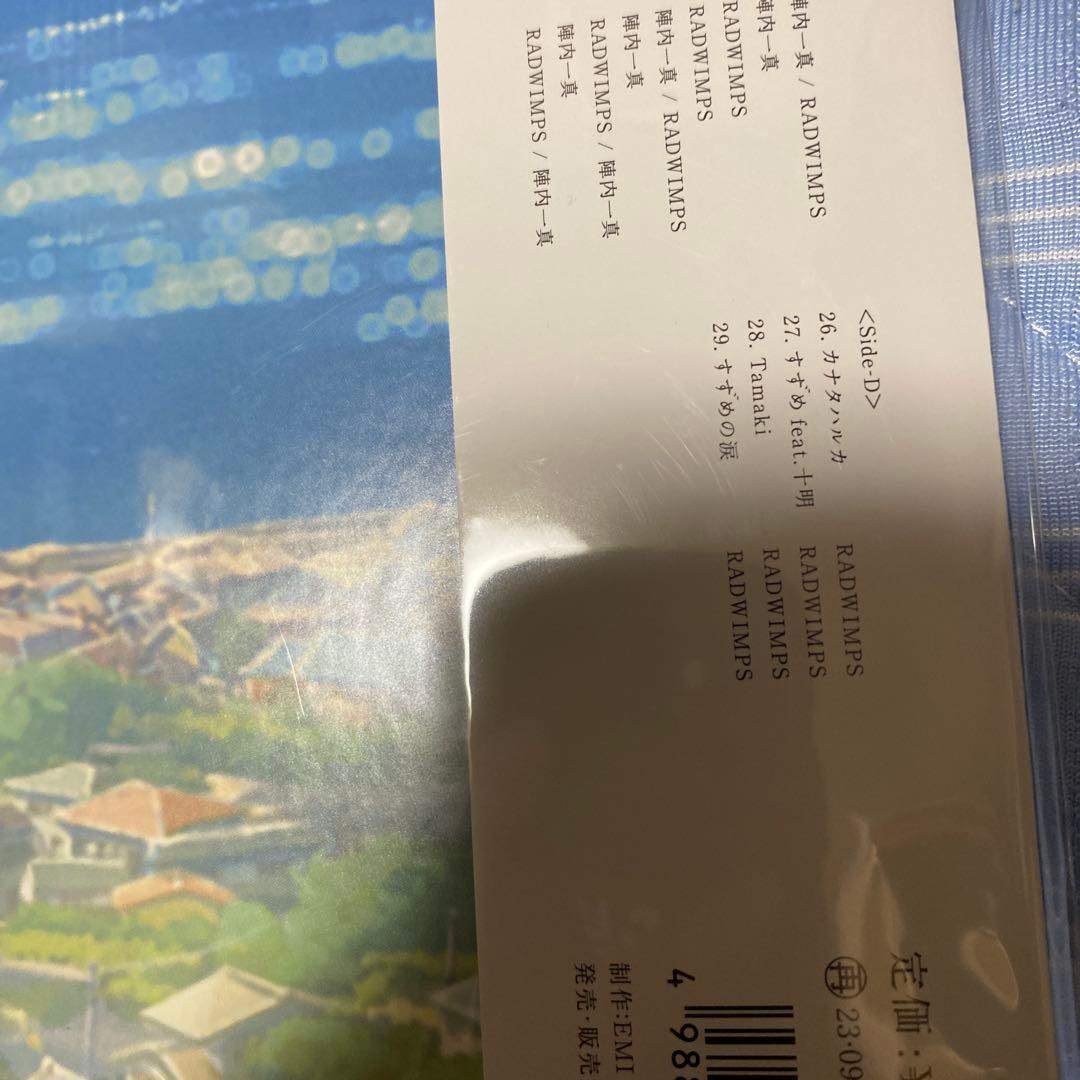 陣内一真 / RADWIMPS
陣内一真
RADWIMPS
RADWIMPS
陣内一真 / RADWIMPS
陣内一真
RADWIMPS / 陣内一真
陣内一真
RADWIMPS / 陣内一真
<Side-D>
26. カナタハルカ RADWIMPS
27. すずめ feat.十明 RADWIMPS
28. Tamaki RADWIMPS
29. すずめの涙 RADWIMPS
定価:¥
再 23·09
4 988
制作:EMI
発売·販売